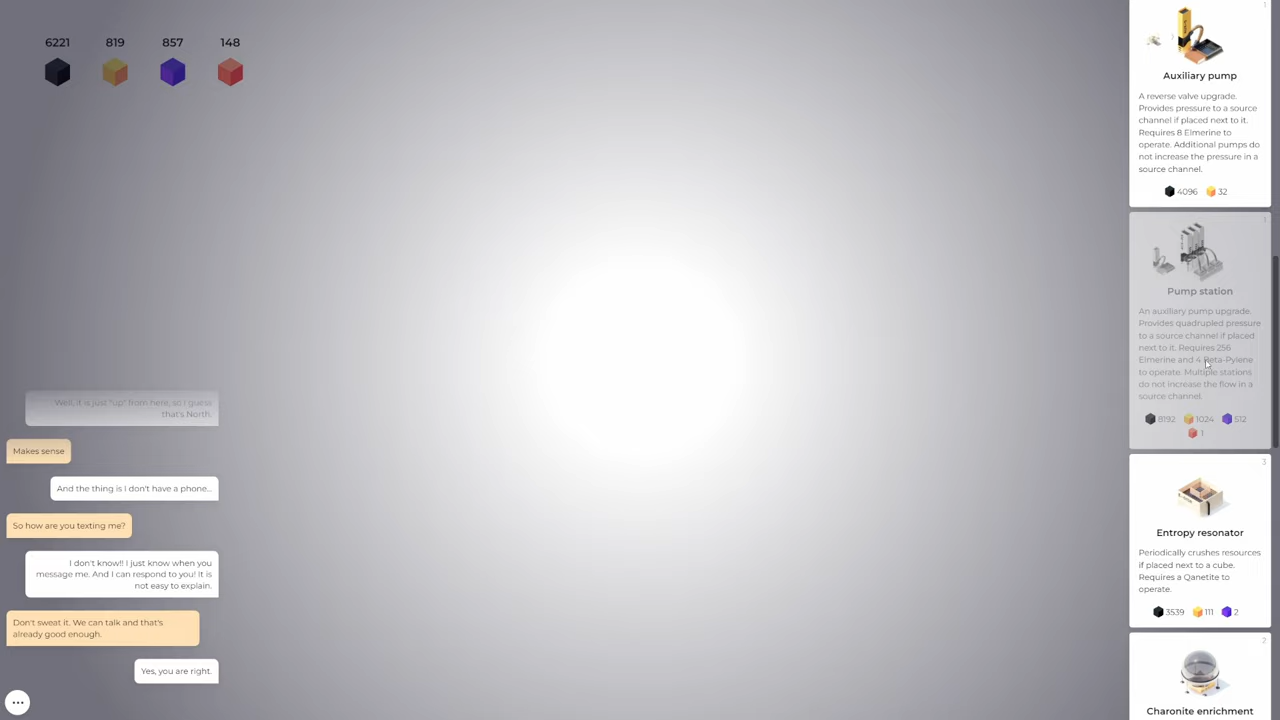 6221 819 857 148
Well, it is just "up" from here, so I guess
that's North.
Makes sense
And the thing is I don't have a phone...
So how are you texting me?
I don't know!! I just know when you
message me. And I can respond to you! It is
not easy to explain.
Don't sweat it. We can talk and that's
already good enough.
Yes, you are right.
1
Auxiliary pump
A reverse valve upgrade.
Provides pressure to a source
channel if placed next to it.
Requires 8 Elmerine to
operate. Additional pumps do
not increase the pressure in a
source channel.
4096 32
1
Pump station
An auxiliary pump upgrade.
Provides quadrupled pressure
to a source channel if placed
next to it. Requires 256
Elmerine and 4 Beta-Pylene
to operate. Multiple stations
do not increase the flow in a
source channel.
8192 1024 512
1
3
Entropy resonator
Periodically crushes resources
if placed next to a cube.
Requires a Qanetite to
operate.
3539 111 2
2
Charonite enrichment